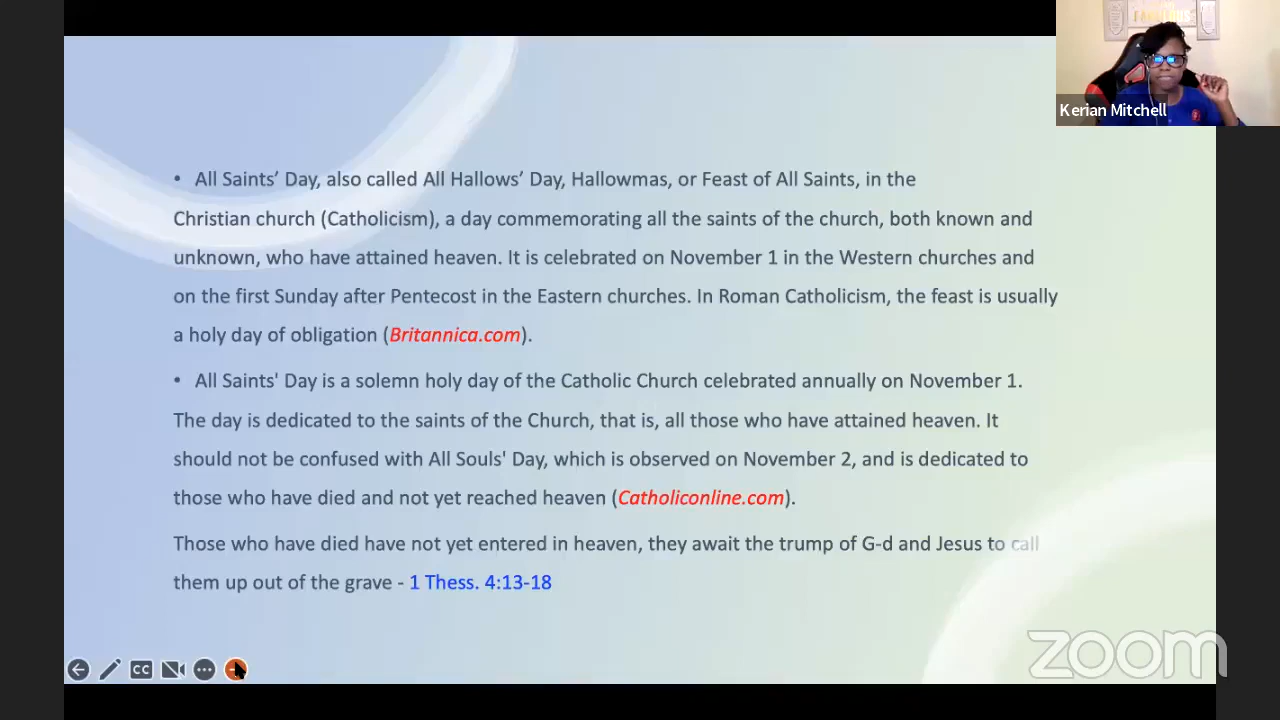 Kerian Mitchell
• All Saints’ Day, also called All Hallows’ Day, Hallowmas, or Feast of All Saints, in the
Christian church (Catholicism), a day commemorating all the saints of the church, both known and
unknown, who have attained heaven. It is celebrated on November 1 in the Western churches and
on the first Sunday after Pentecost in the Eastern churches. In Roman Catholicism, the feast is usually
a holy day of obligation (Britannica.com).
• All Saints' Day is a solemn holy day of the Catholic Church celebrated annually on November 1.
The day is dedicated to the saints of the Church, that is, all those who have attained heaven. It
should not be confused with All Souls' Day, which is observed on November 2, and is dedicated to
those who have died and not yet reached heaven (Catholiconline.com).
Those who have died have not yet entered in heaven, they await the trump of G-d and Jesus to call
them up out of the grave - 1 Thess. 4:13-18
CC
zoom